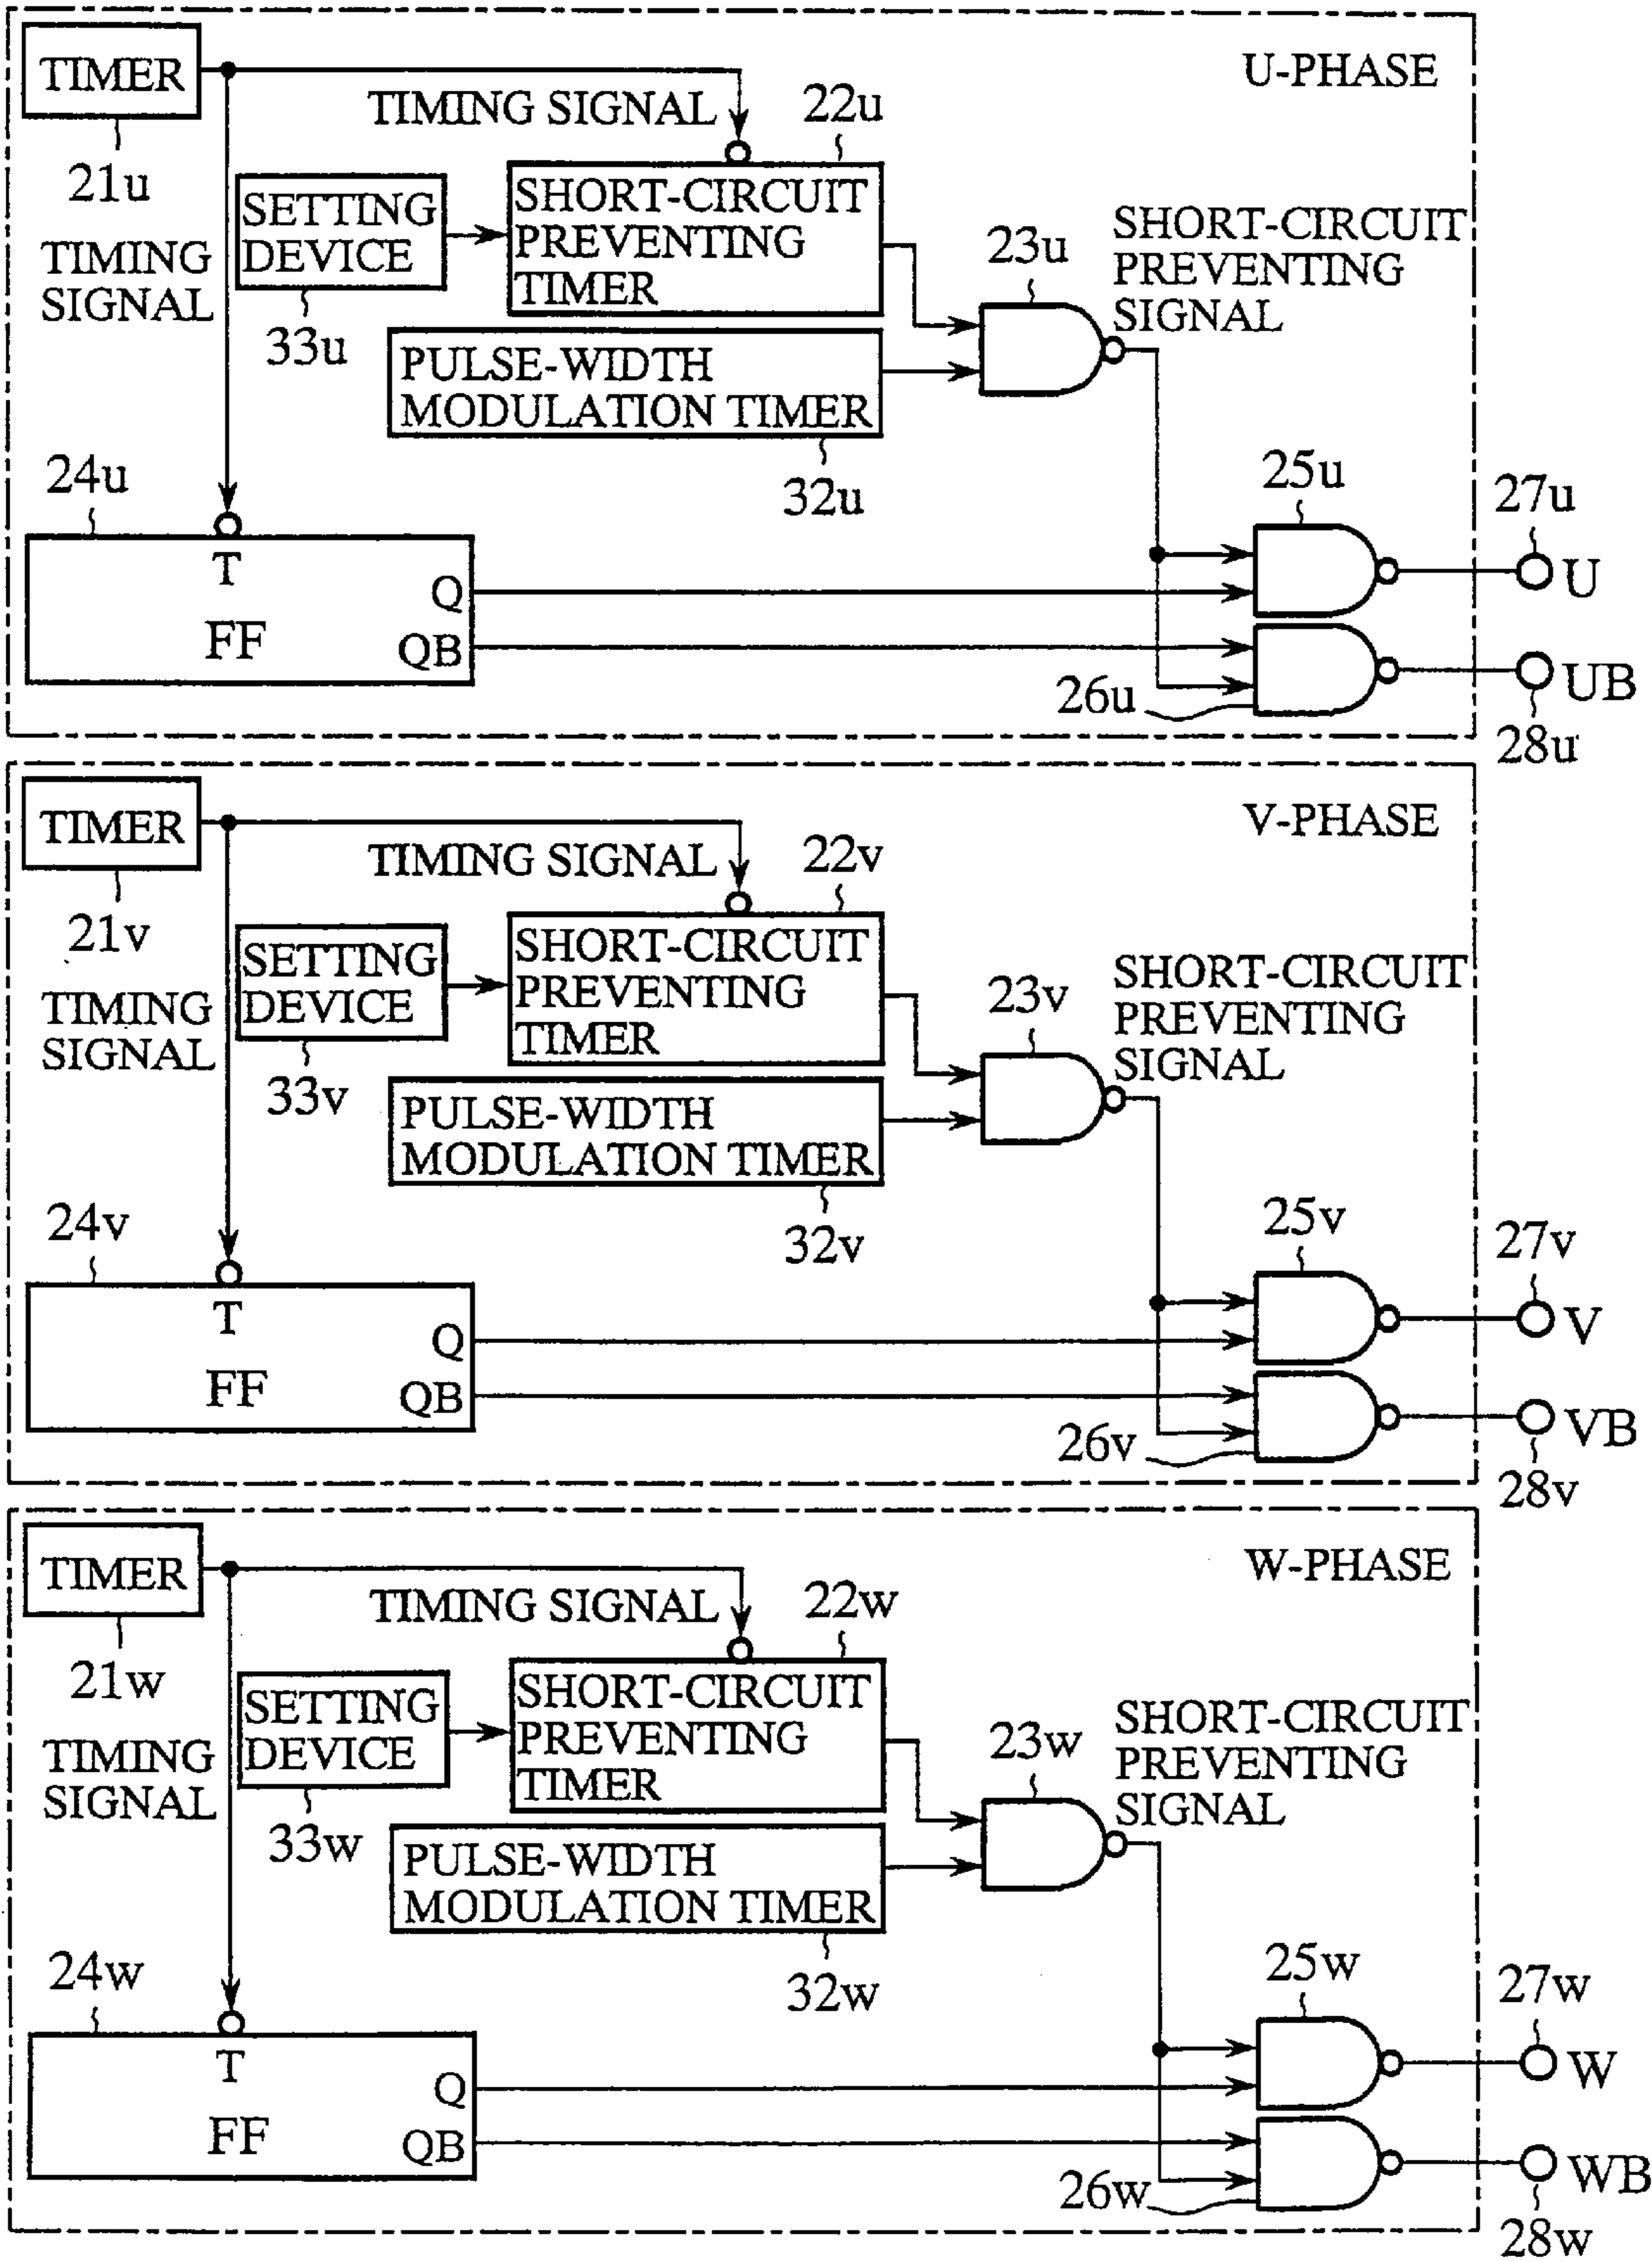 TIMER
U-PHASE
TIMING SIGNAL
22u
21u
SETTING
DEVICE
SHORT-CIRCUIT
PREVENTING
TIMER
SHORT-CIRCUIT
PREVENTING
SIGNAL
23u
TIMING
SIGNAL
33u
PULSE-WIDTH
MODULATION TIMER
32u
24u
25u
27u
T
Q
FF
QB
U
26u
UB
28u
TIMER
V-PHASE
TIMING SIGNAL
22v
21v
SETTING
DEVICE
SHORT-CIRCUIT
PREVENTING
TIMER
SHORT-CIRCUIT
PREVENTING
SIGNAL
23v
TIMING
SIGNAL
33v
PULSE-WIDTH
MODULATION TIMER
32v
24v
25v
27v
T
Q
FF
QB
V
26v
VB
28v
TIMER
W-PHASE
TIMING SIGNAL
22w
21w
SETTING
DEVICE
SHORT-CIRCUIT
PREVENTING
TIMER
SHORT-CIRCUIT
PREVENTING
SIGNAL
23w
TIMING
SIGNAL
33w
PULSE-WIDTH
MODULATION TIMER
32w
24w
25w
27w
T
Q
FF
QB
W
26w
WB
28w